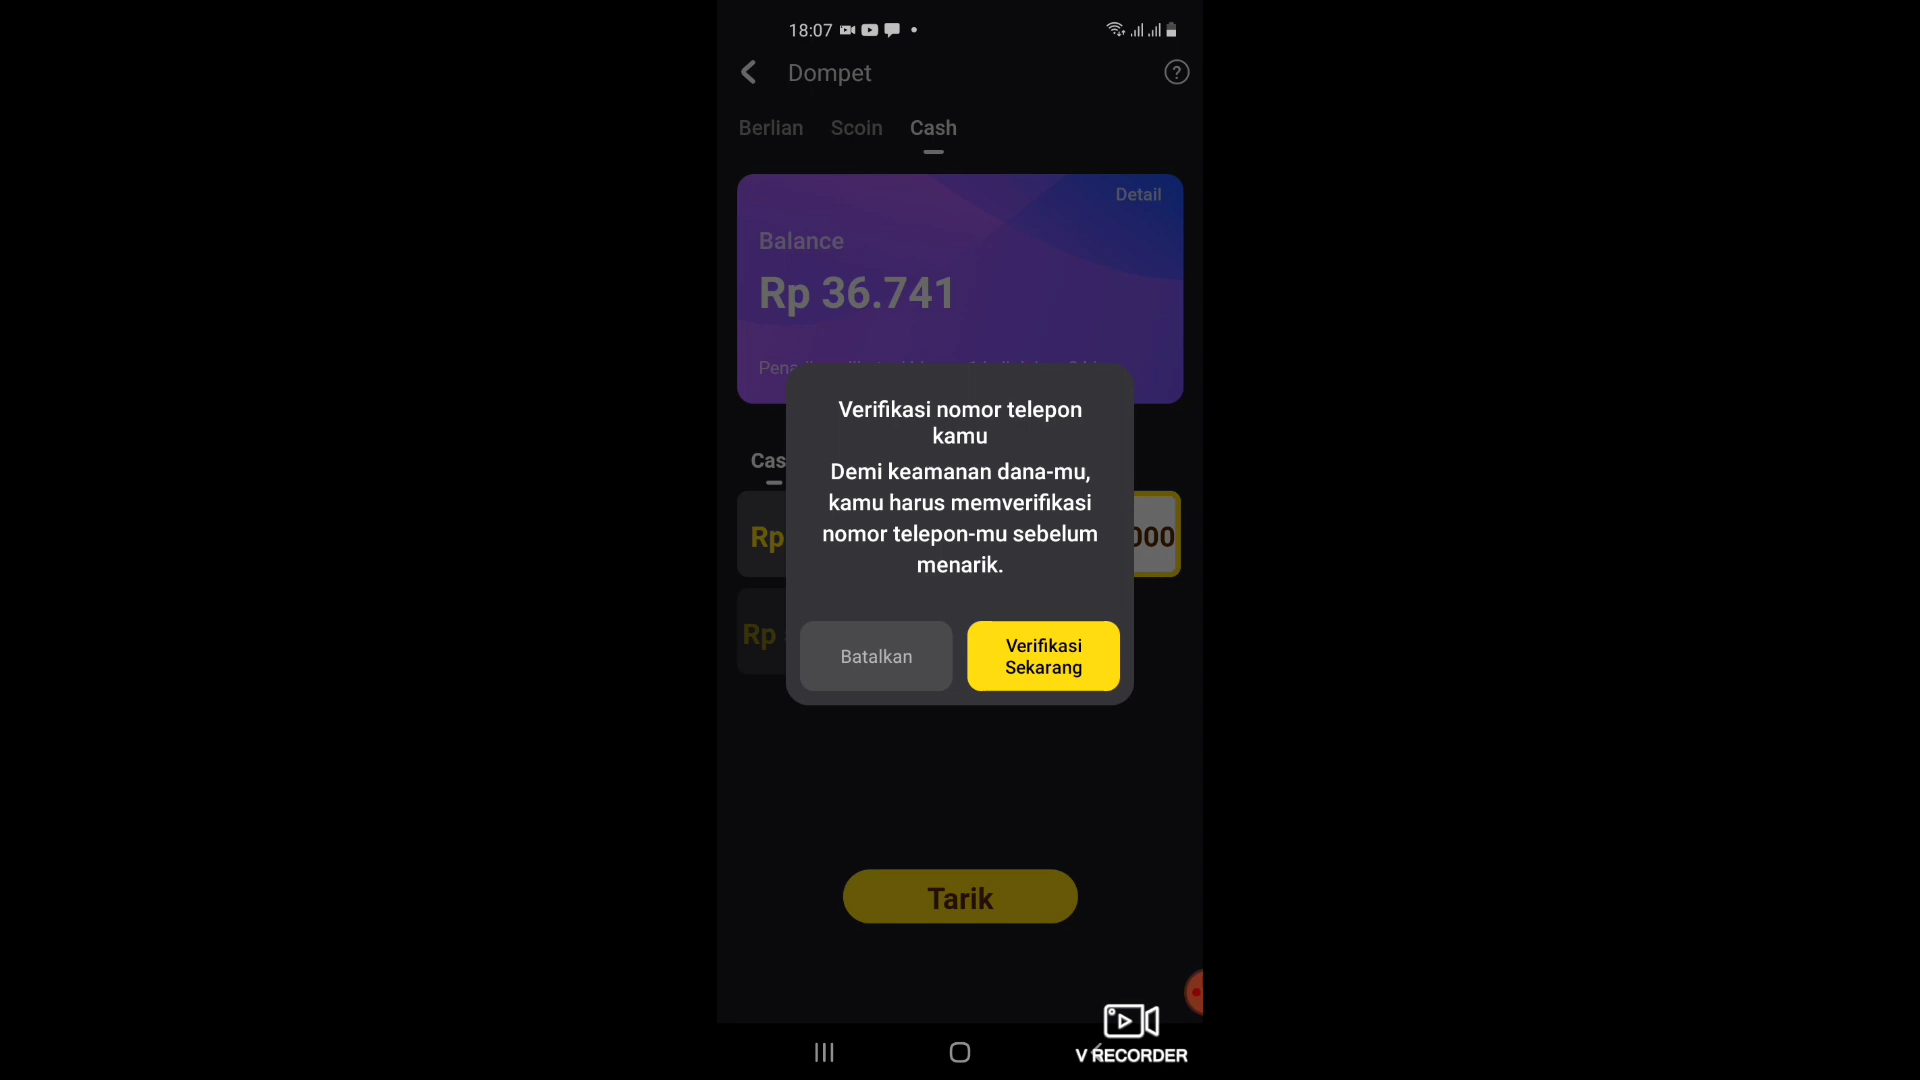 18:07
Dompet
Berlian Scoin Cash
Detail
Balance
Rp 36.741
Verifikasi nomor telepon
kamu
Demi keamanan dana-mu,
kamu harus memverifikasi
nomor telepon-mu sebelum
menarik.
Cas
Rp
000
Rp
Batalkan
Verifikasi
Sekarang
Tarik
V RECORDER